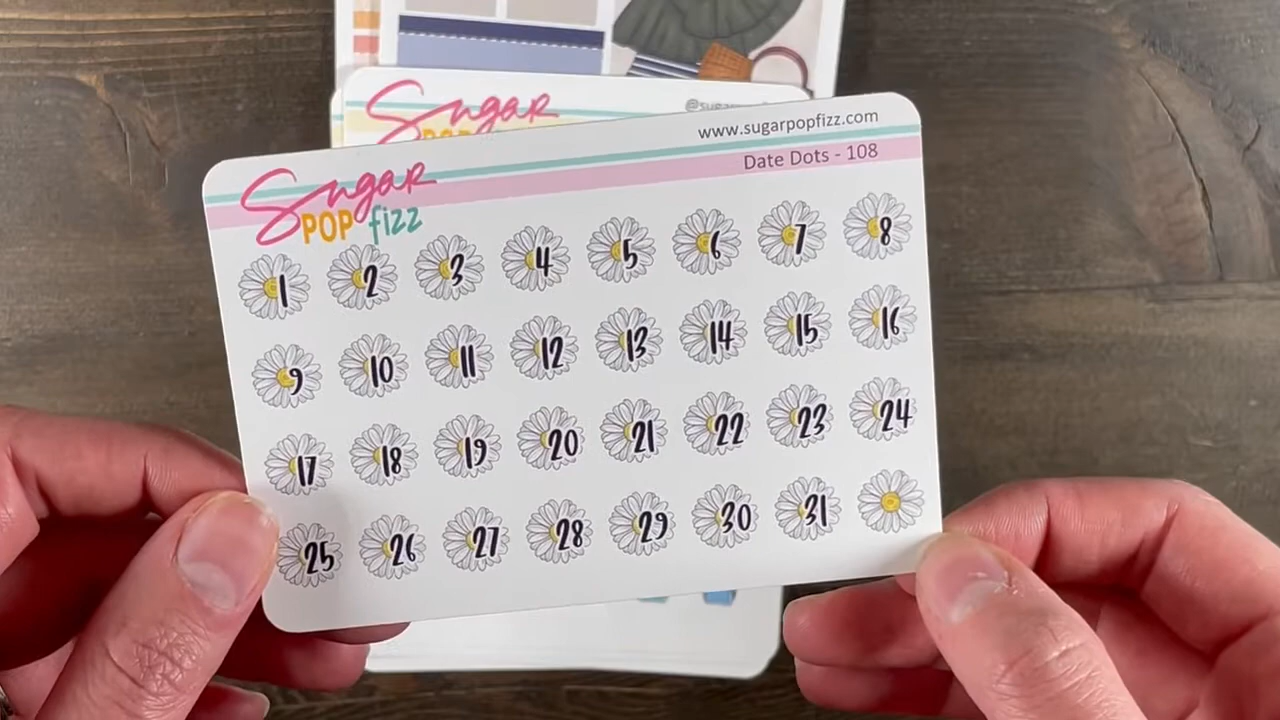 Sugar
www.sugarpopfizz.com
Date Dots - 108
Sugar
POP fizz
1 2 3 4 5 6 7 8
9 10 11 12 13 14 15 16
17 18 19 20 21 22 23 24
25 26 27 28 29 30 31